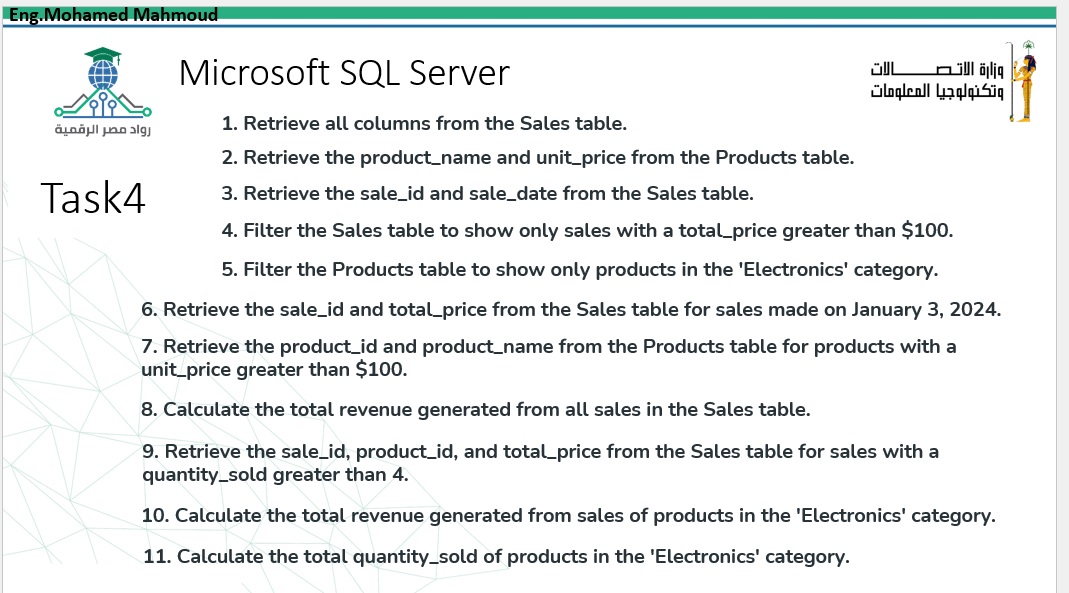 Eng.Mohamed Mahmoud
Microsoft SQL Server
وزارة الاتصـــالات
وتكنولوجيا المعلومات
رواد مصر الرقمية
Task4
1. Retrieve all columns from the Sales table.
2. Retrieve the product_name and unit_price from the Products table.
3. Retrieve the sale_id and sale_date from the Sales table.
4. Filter the Sales table to show only sales with a total_price greater than $100.
5. Filter the Products table to show only products in the 'Electronics' category.
6. Retrieve the sale_id and total_price from the Sales table for sales made on January 3, 2024.
7. Retrieve the product_id and product_name from the Products table for products with a
unit_price greater than $100.
8. Calculate the total revenue generated from all sales in the Sales table.
9. Retrieve the sale_id, product_id, and total_price from the Sales table for sales with a
quantity_sold greater than 4.
10. Calculate the total revenue generated from sales of products in the 'Electronics' category.
11. Calculate the total quantity_sold of products in the 'Electronics' category.